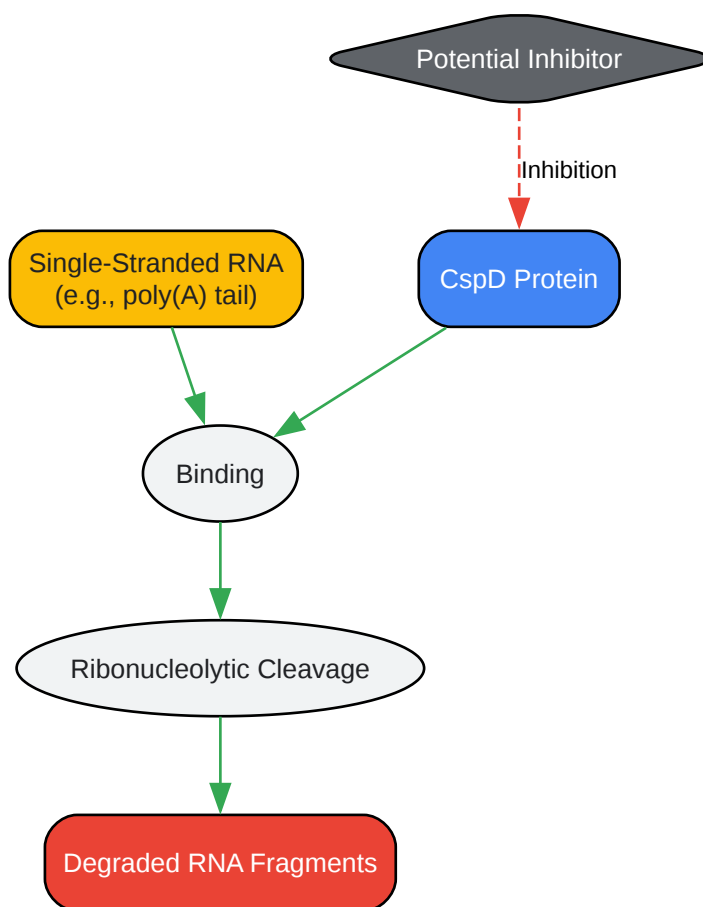 Potential Inhibitor
Inhibition
Single-Stranded RNA
(e.g., poly(A) tail)
CspD Protein
Binding
Ribonucleolytic Cleavage
Degraded RNA Fragments